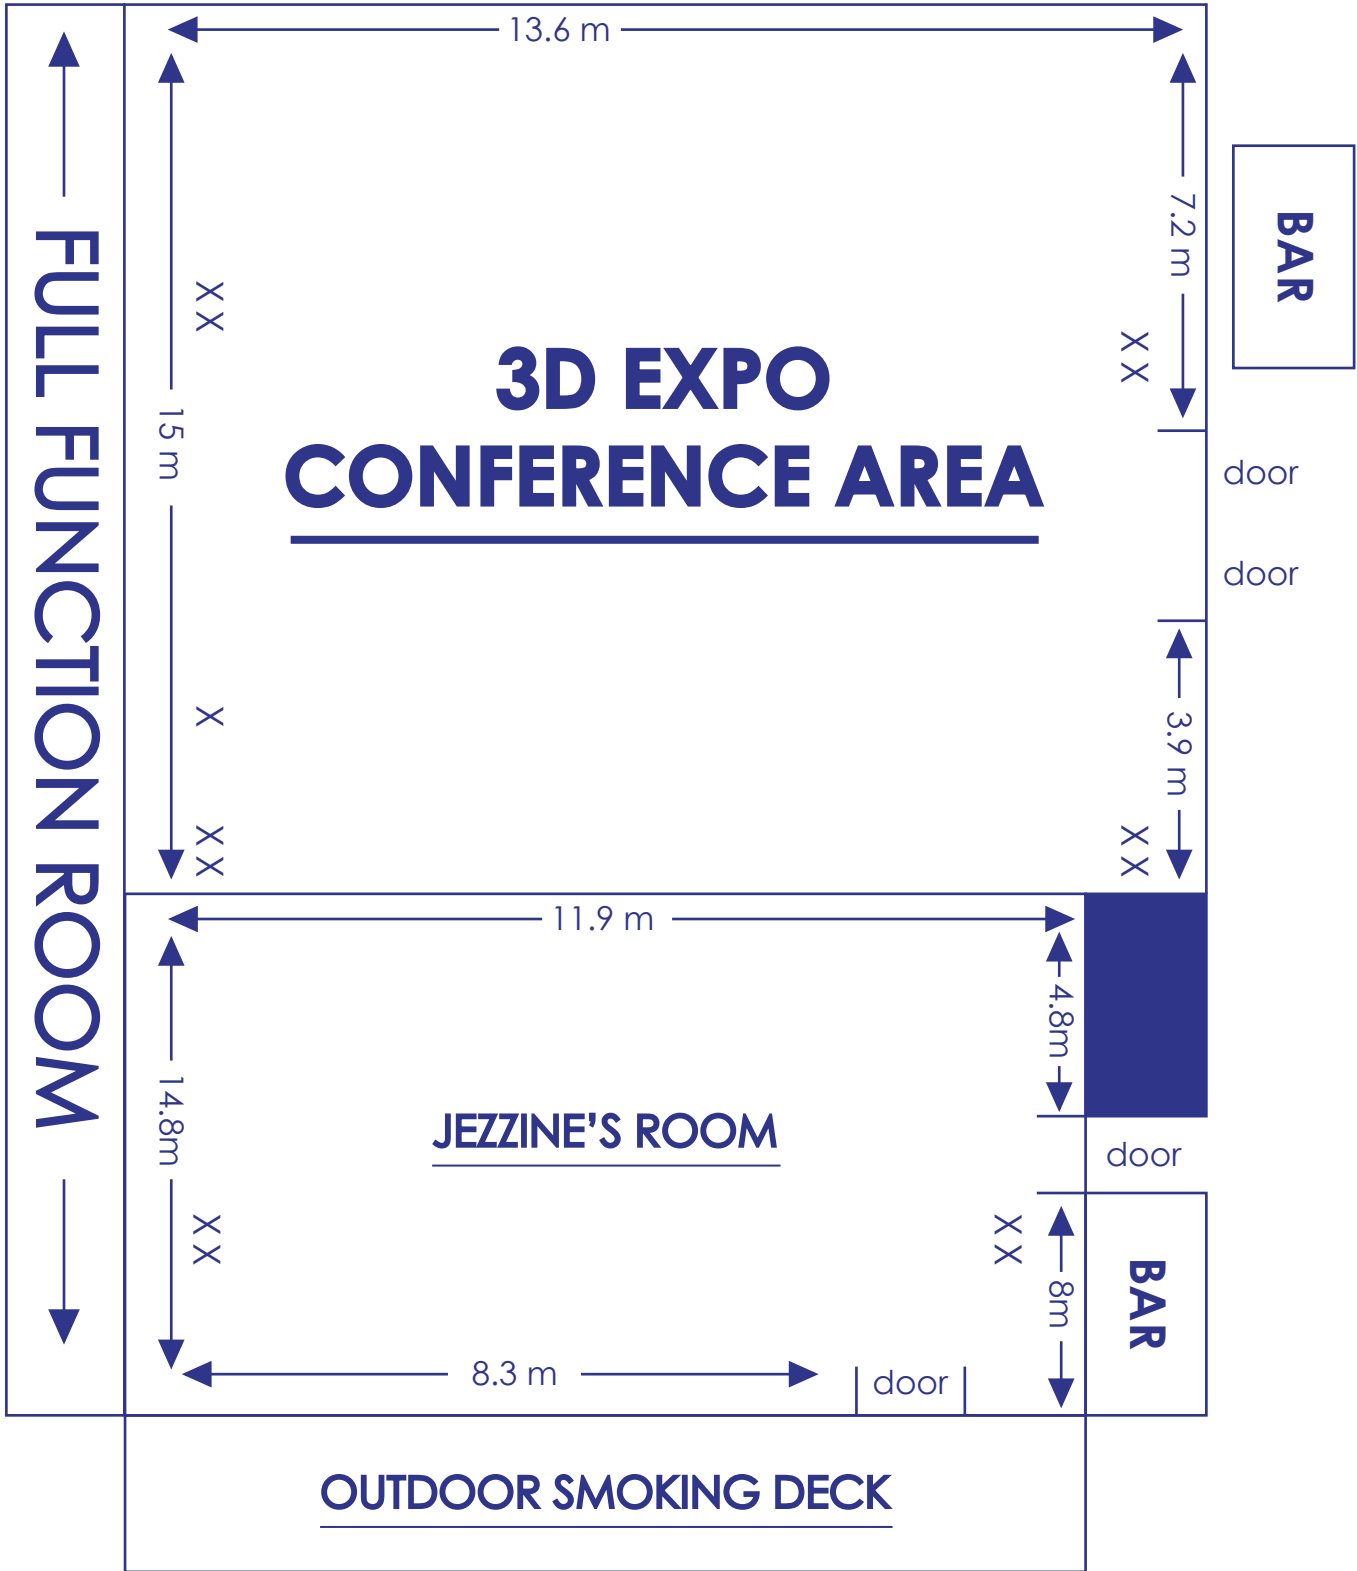 13.6 m
FULL FUNCTION ROOM
15 m
7.2 m
BAR
X X
X X
3D EXPO
CONFERENCE AREA
door
door
3.9 m
X
X X
X X
11.9 m
4.8m
14.8m
JEZZINE'S ROOM
door
X X
X X
8m
BAR
8.3 m
door
OUTDOOR SMOKING DECK